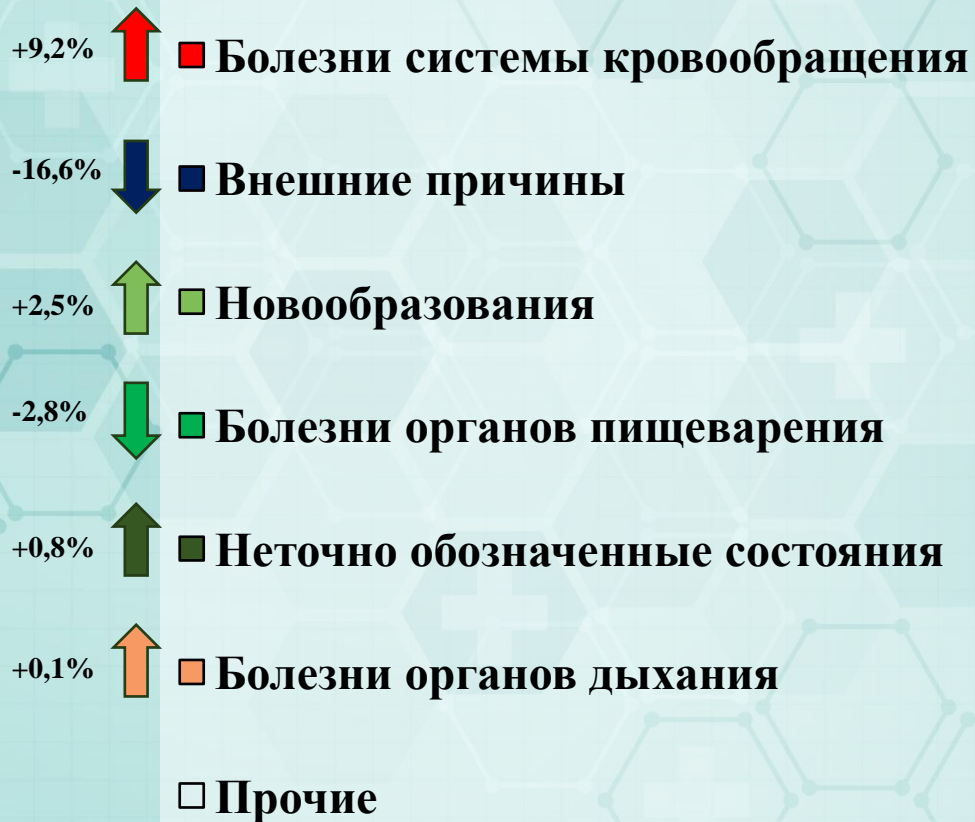 +9,2% Болезни системы кровообращения
-16,6% Внешние причины
+2,5% Новообразования
-2,8% Болезни органов пищеварения
+0,8% Неточно обозначенные состояния
+0,1% Болезни органов дыхания
Прочие